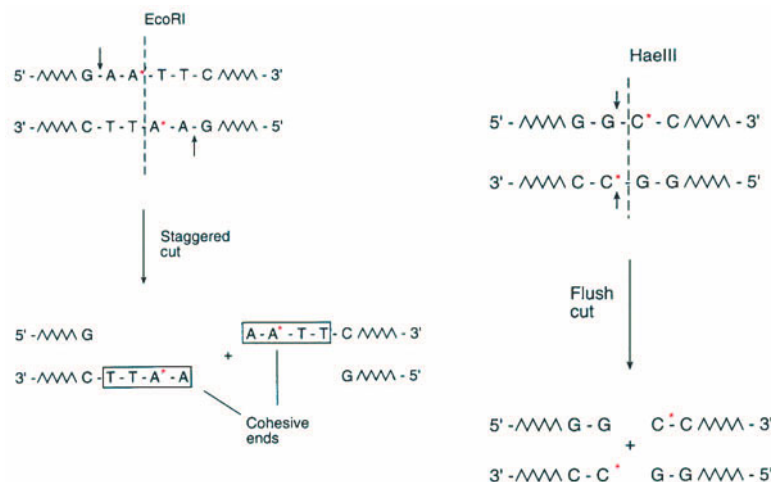 EcoRI
5' - G - A - A* - T - T - C - 3'
3' - C - T - T - A* - A - G - 5'
Staggered
cut
5' - G
A - A* - T - T - C - 3'
+
3' - C - T - T - A* - A
G - 5'
Cohesive
ends
HaeIII
5' - G - G - C* - C - 3'
3' - C - C* - G - G - 5'
Flush
cut
5' - G - G
C* - C - 3'
+
3' - C - C*
G - G - 5'